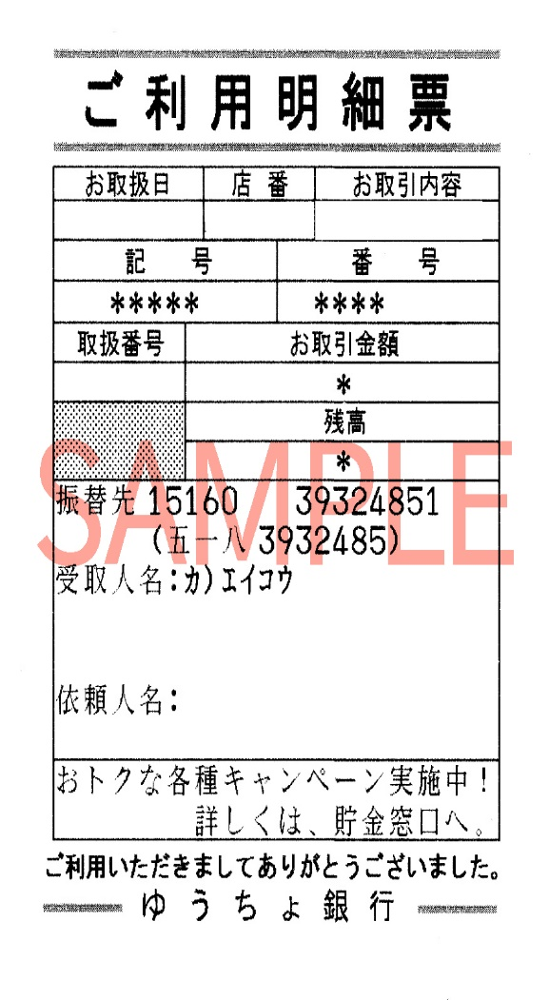 ご利用明細票
お取扱日 店番 お取引内容
記号 番号
***** ****
取扱番号 お取引金額
*
残高
*
SAMPLE
振替先 15160 39324851
(五一八 3932485)
受取人名:カ)エイコウ
依頼人名:
おトクな各種キャンペーン実施中!
詳しくは、貯金窓口へ。
ご利用いただきましてありがとうございました。
ゆうちょ銀行